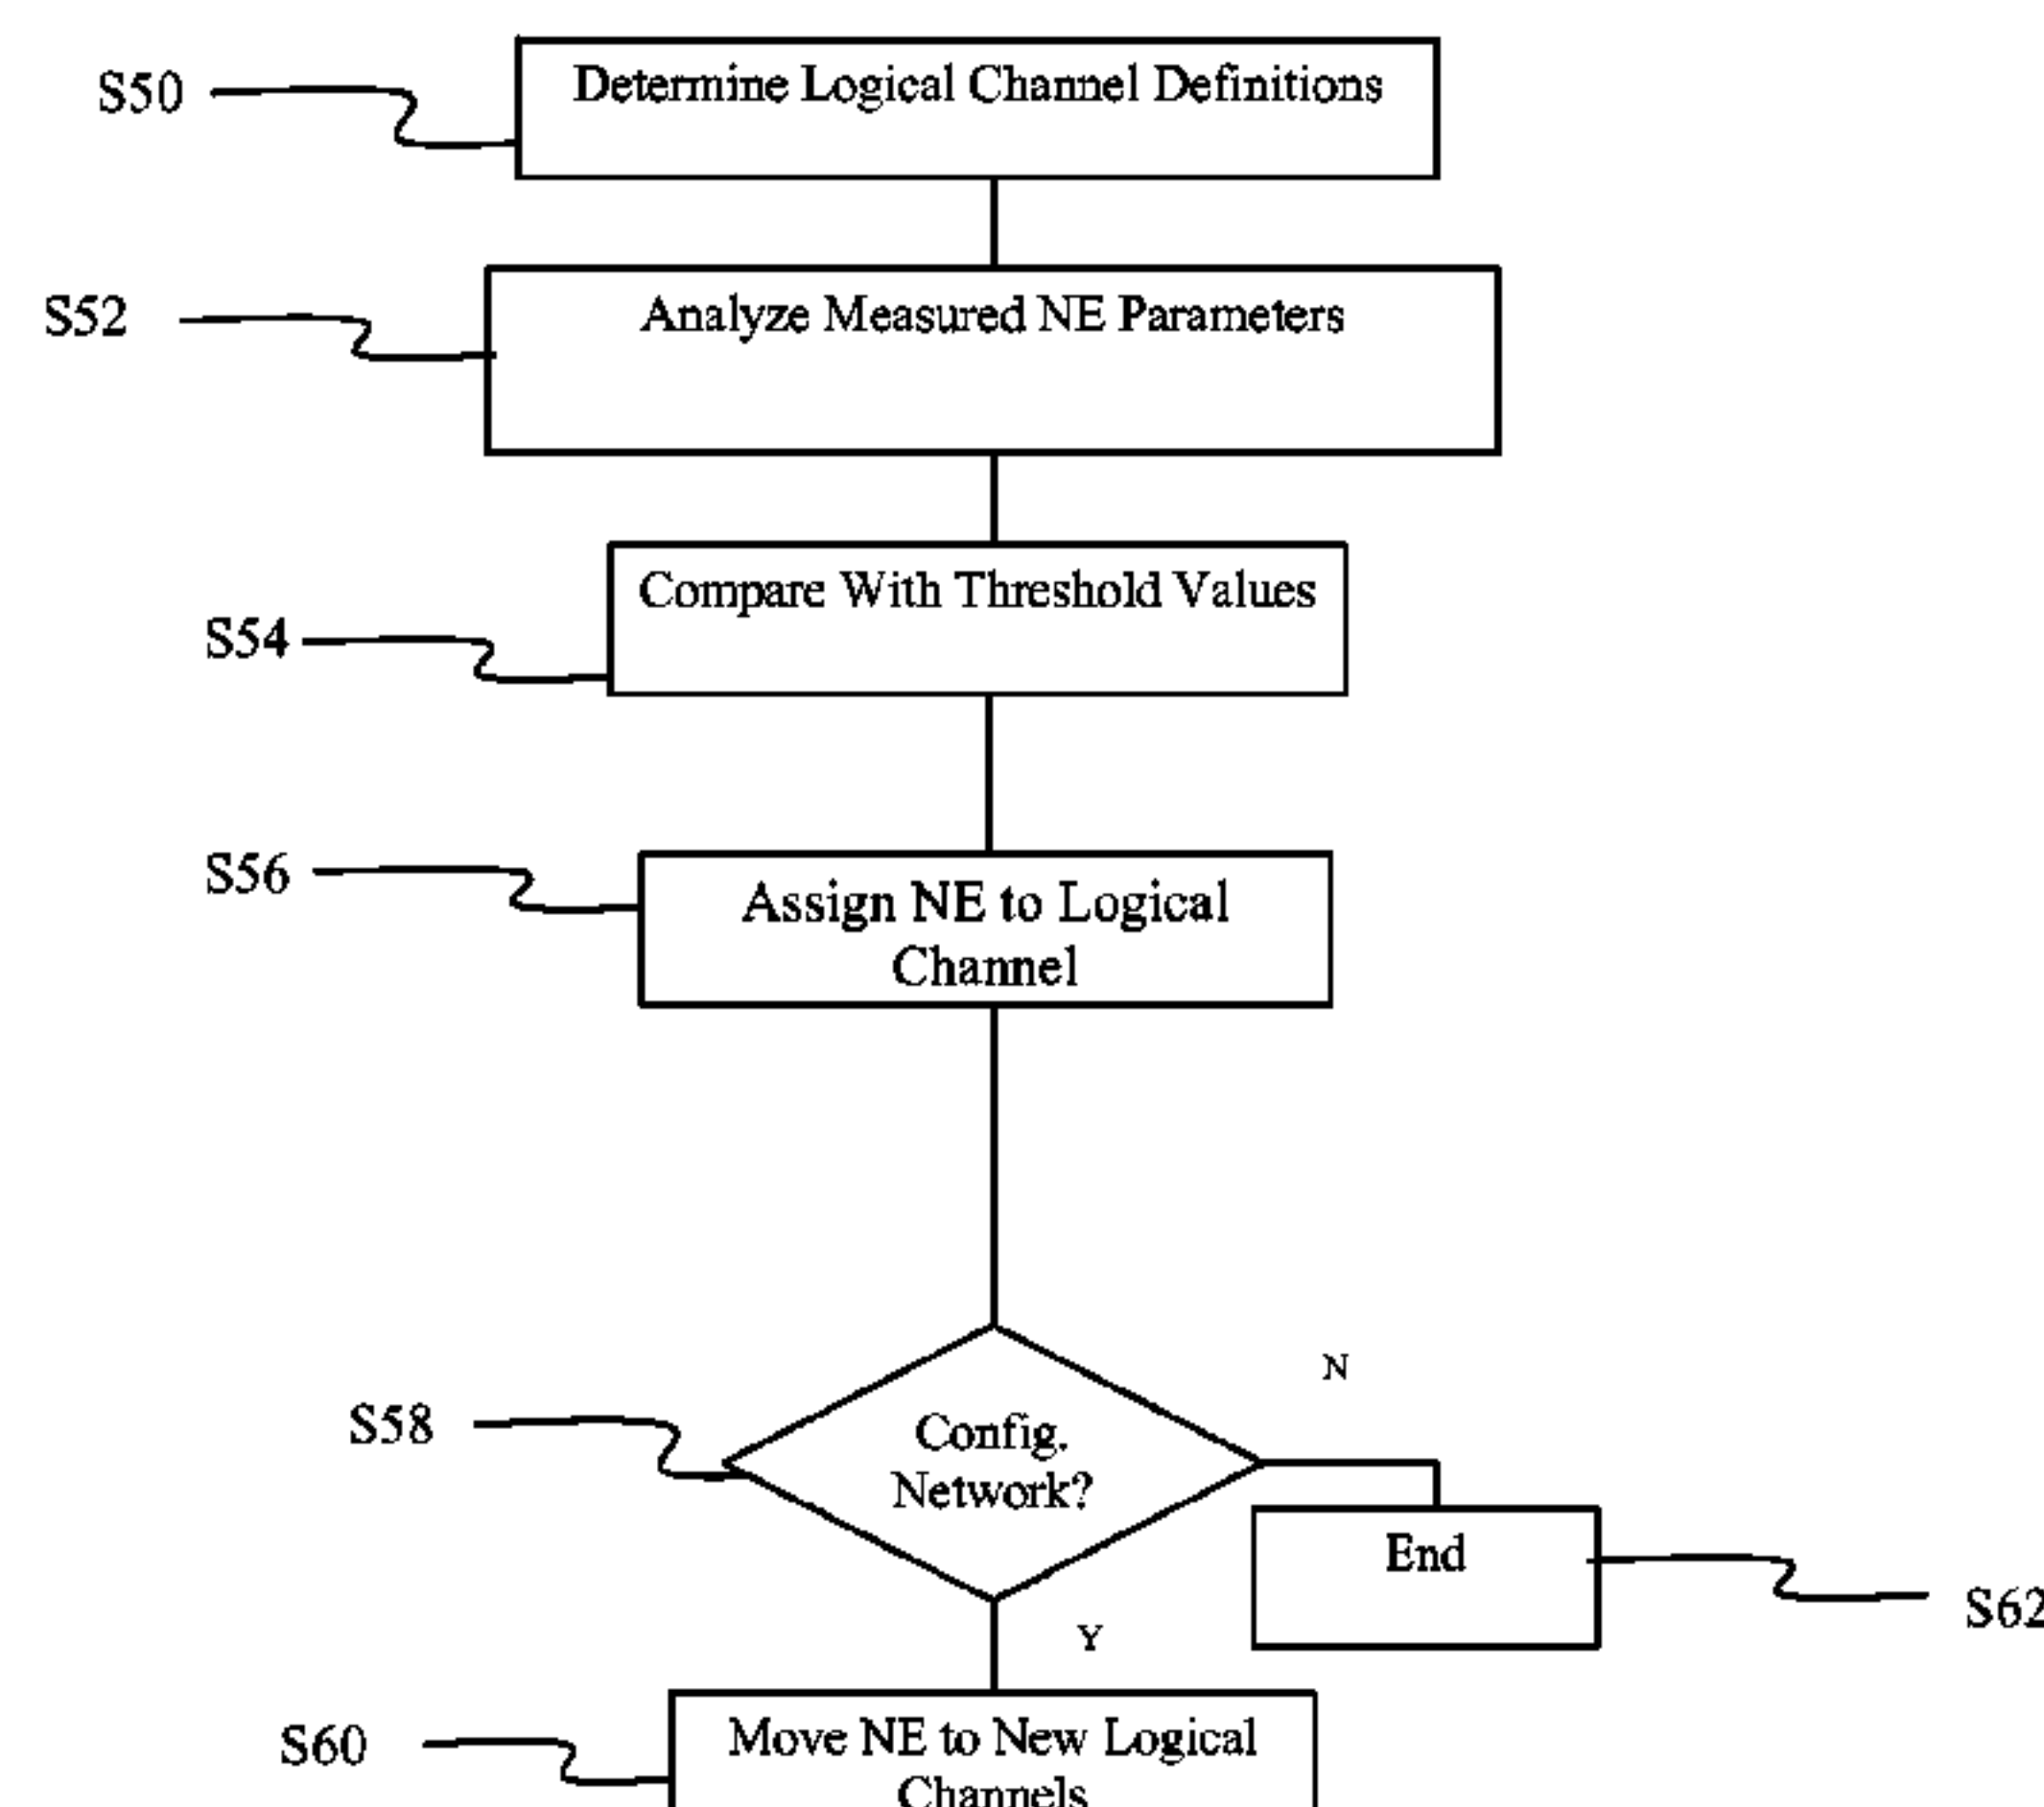 S50
Determine Logical Channel Definitions
S52
Analyze Measured NE Parameters
Compare With Threshold Values
S54
S56
Assign NE to Logical
Channel
N
S58
Config.
Network?
End
S62
Y
S60
Move NE to New Logical
Channels